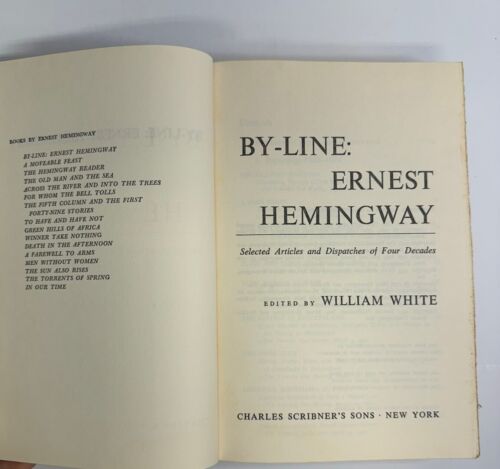 BOOKS BY ERNEST HEMINGWAY
BY-LINE: ERNEST HEMINGWAY
A MOVEABLE FEAST
THE HEMINGWAY READER
THE OLD MAN AND THE SEA
ACROSS THE RIVER AND INTO THE TREES
FOR WHOM THE BELL TOLLS
THE FIFTH COLUMN AND THE FIRST
FORTY-NINE STORIES
TO HAVE AND HAVE NOT
GREEN HILLS OF AFRICA
WINNER TAKE NOTHING
DEATH IN THE AFTERNOON
A FAREWELL TO ARMS
MEN WITHOUT WOMEN
THE SUN ALSO RISES
THE TORRENTS OF SPRING
IN OUR TIME
BY-LINE:
ERNEST
HEMINGWAY
Selected Articles and Dispatches of Four Decades
EDITED BY WILLIAM WHITE
CHARLES SCRIBNER'S SONS · NEW YORK